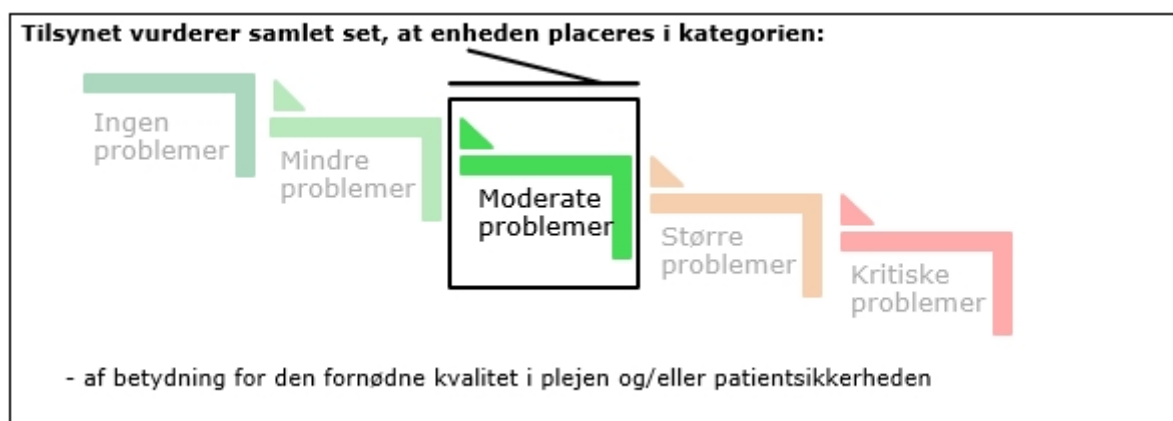 Tilsynet vurderer samlet set, at enheden placeres i kategorien:
Ingen
problemer
Mindre
problemer
Moderate
problemer
Større
problemer
Kritiske
problemer
- af betydning for den fornødne kvalitet i plejen og/eller patientsikkerheden